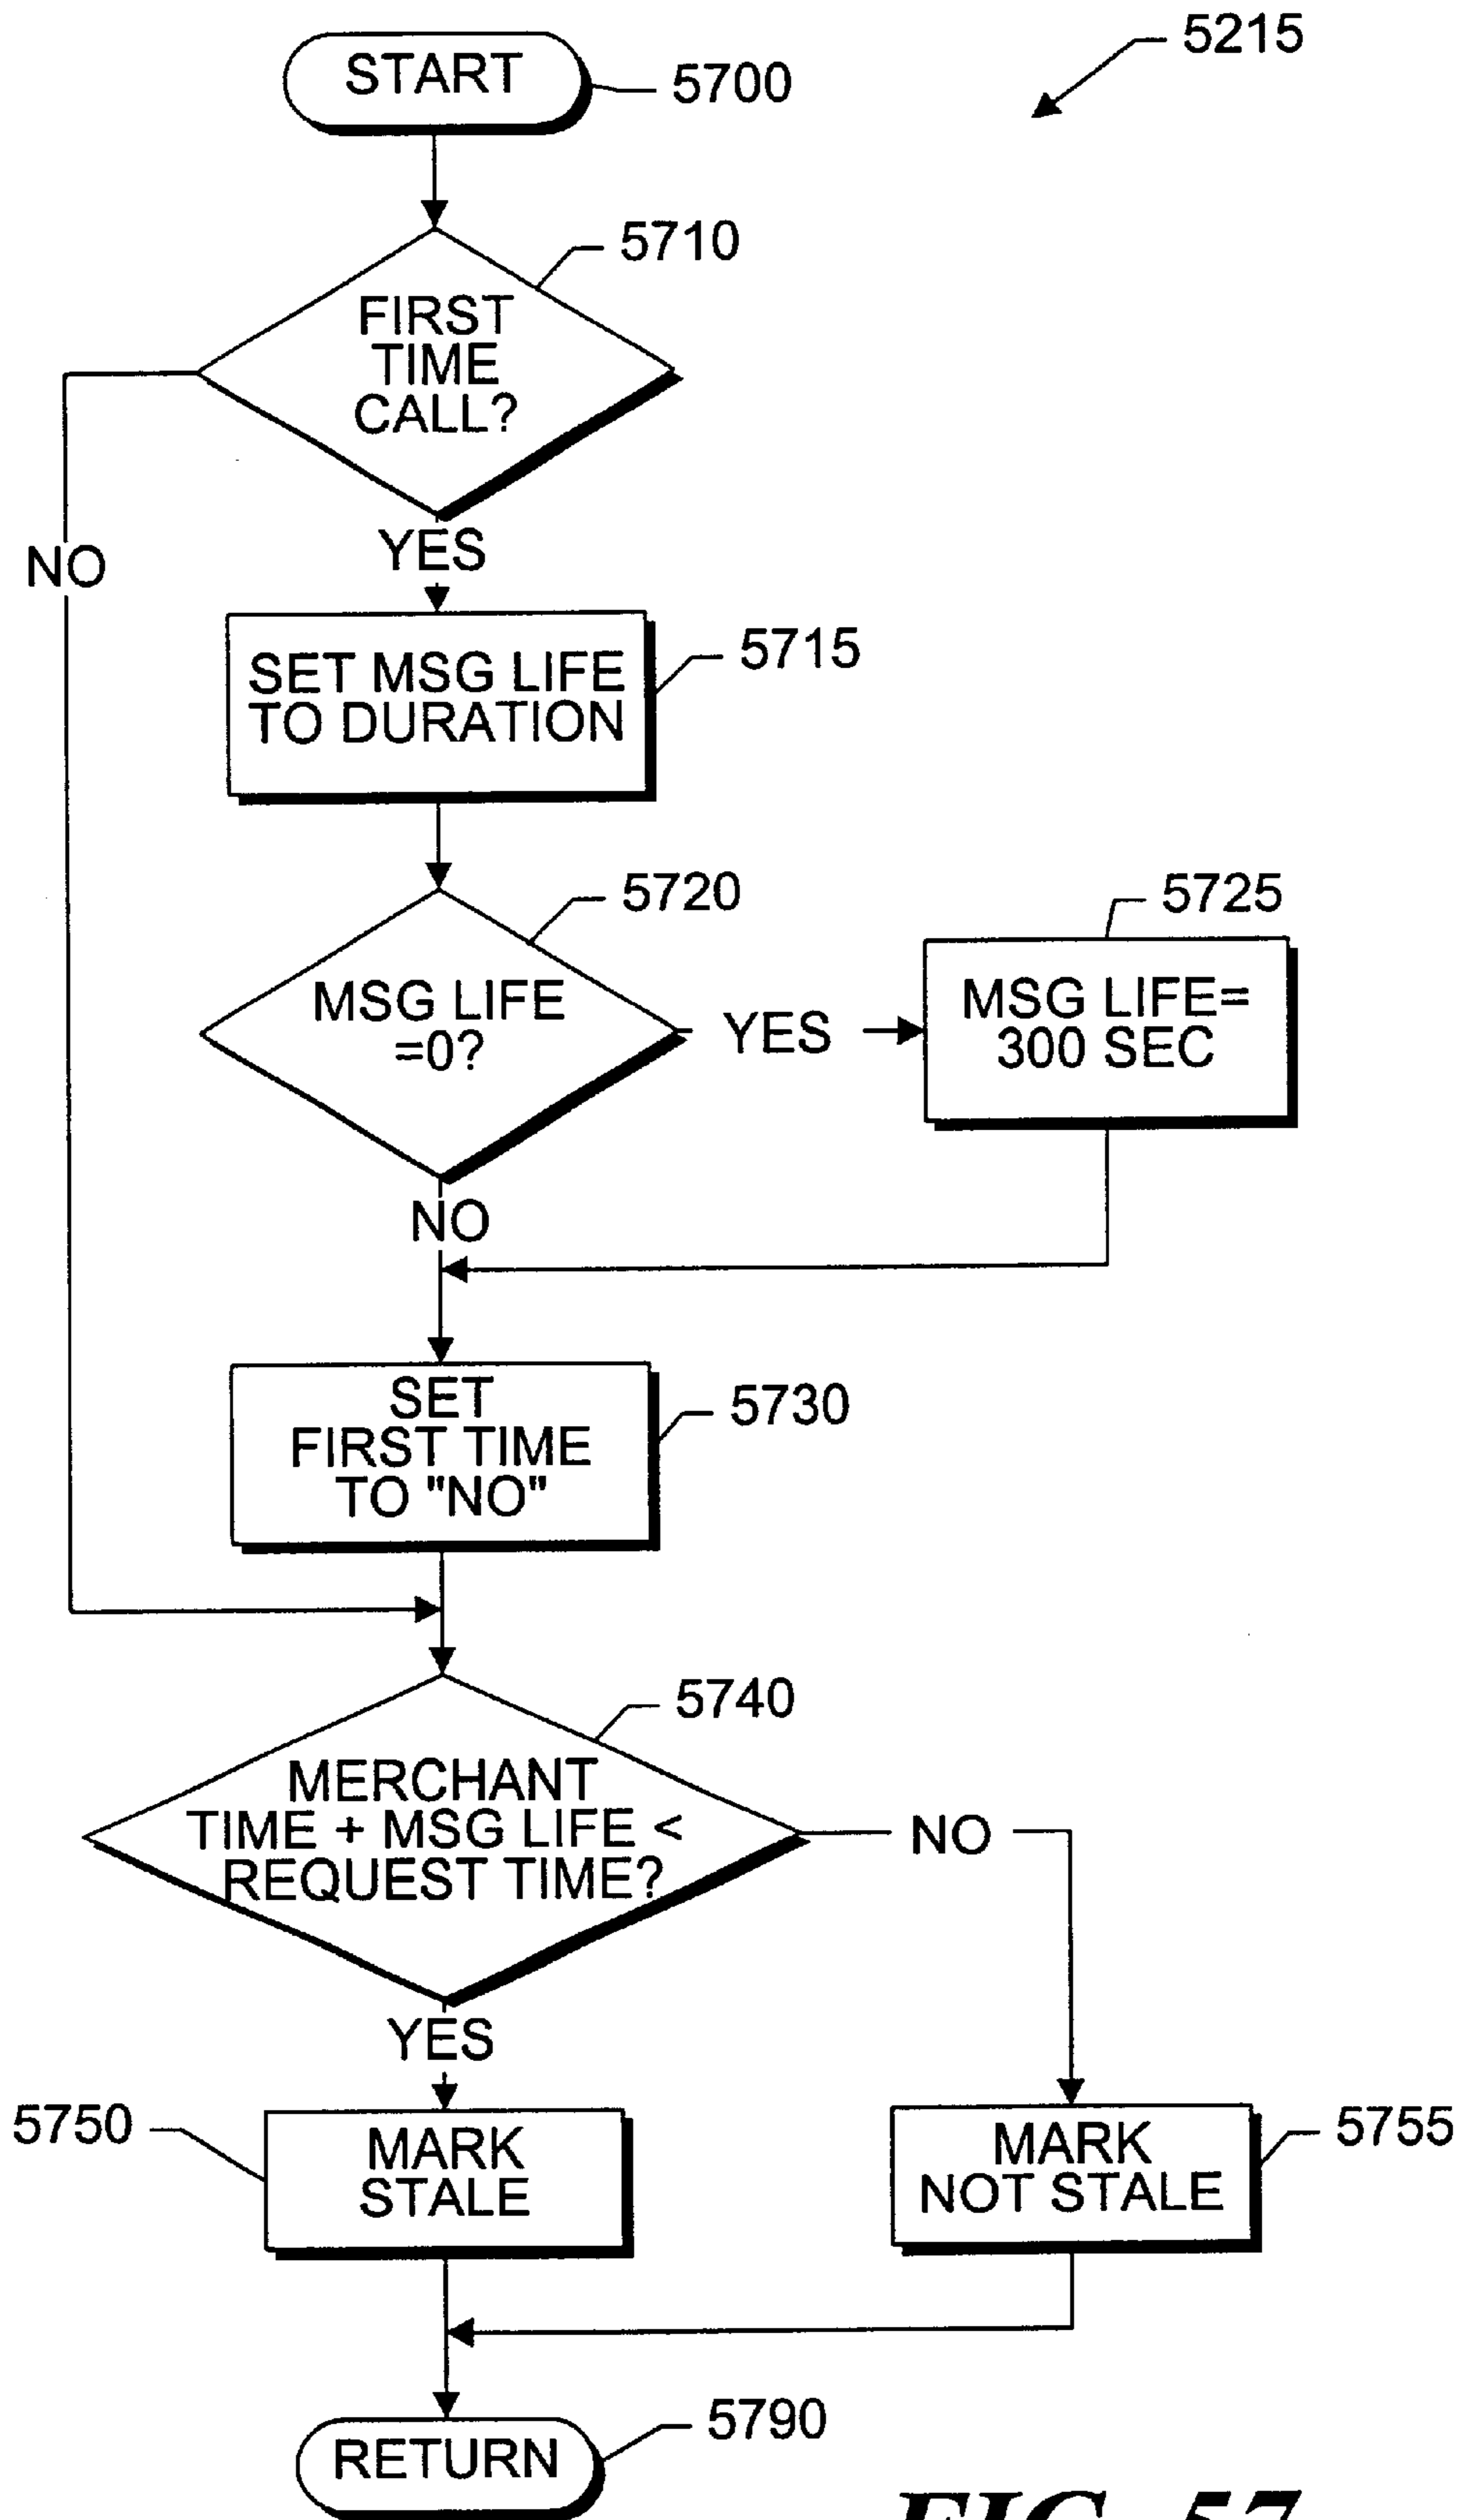 5215
START
5700
5710
FIRST
TIME
CALL?
NO
YES
SET MSG LIFE
TO DURATION
5715
5720
MSG LIFE
=0?
YES
5725
MSG LIFE=
300 SEC
NO
SET
FIRST TIME
TO "NO"
5730
5740
MERCHANT
TIME + MSG LIFE <
REQUEST TIME?
NO
YES
5750
MARK
STALE
MARK
NOT STALE
5755
5790
RETURN
FIG. 57